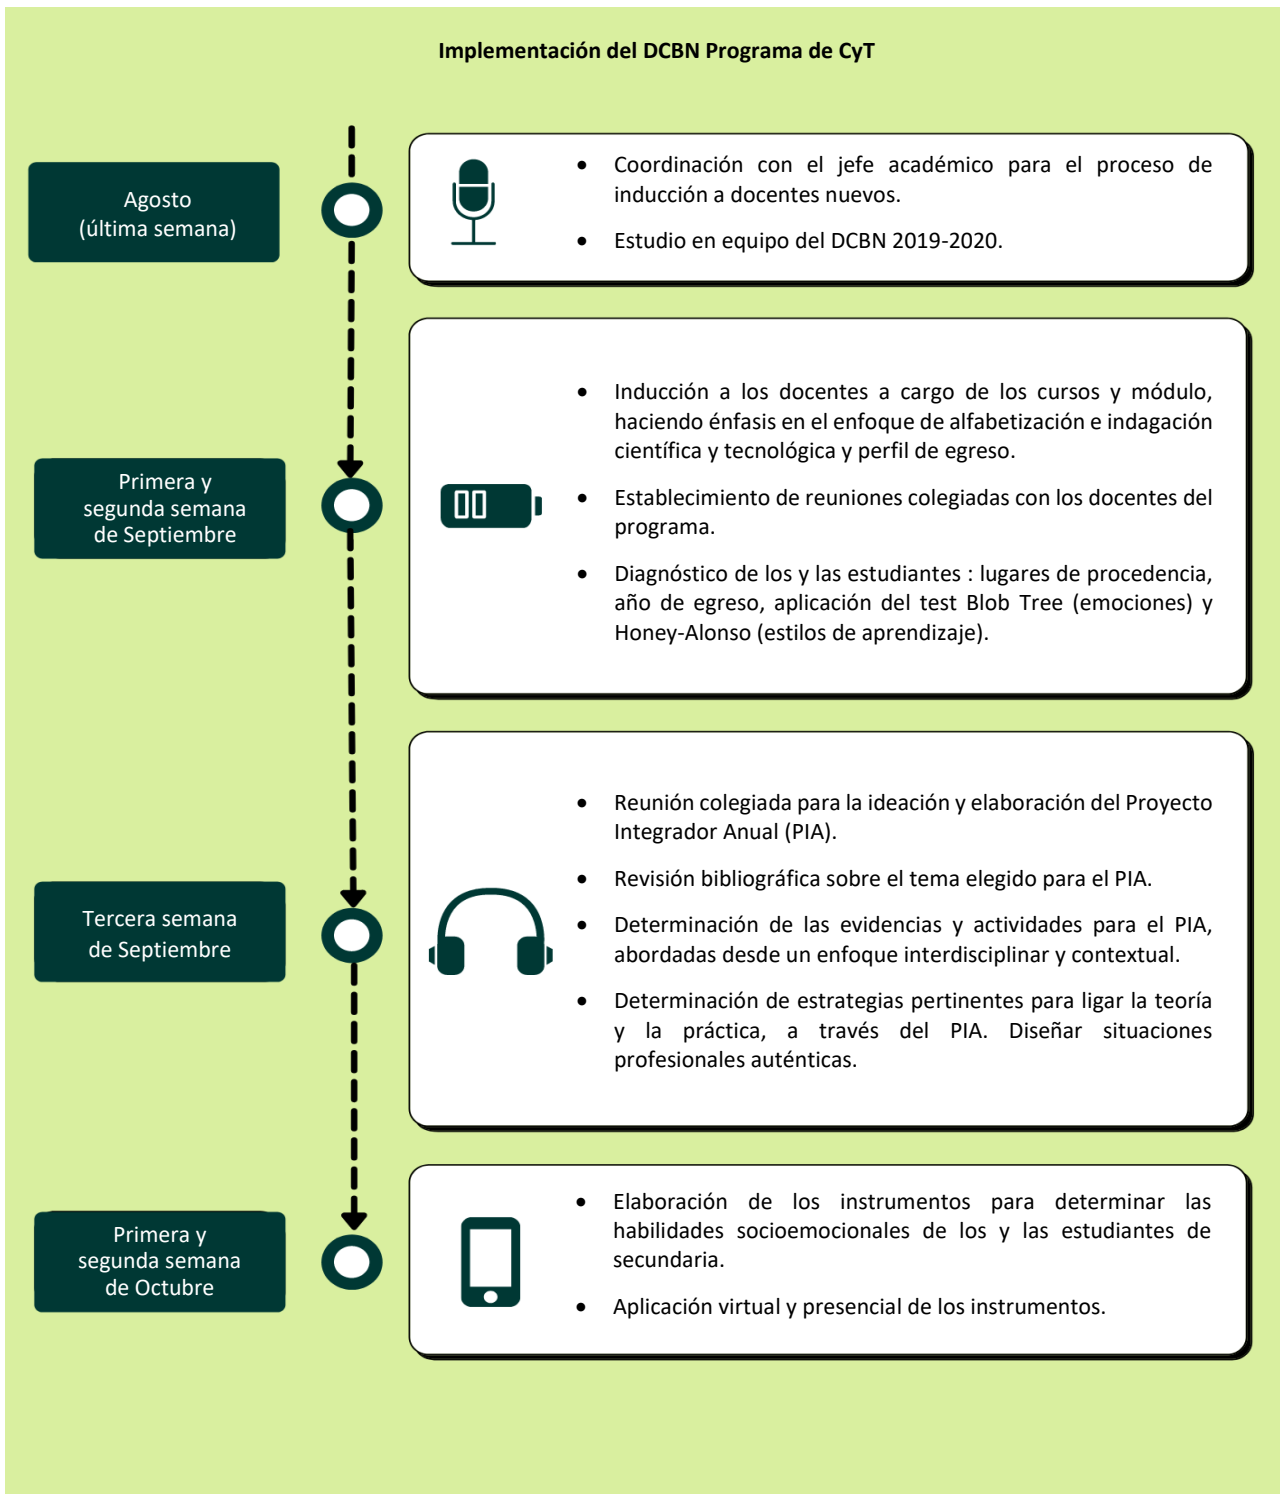 Implementación del DCBN Programa de CyT
Agosto
(última semana)
• Coordinación con el jefe académico para el proceso de
inducción a docentes nuevos.
• Estudio en equipo del DCBN 2019-2020.
Primera y
segunda semana
de Septiembre
• Inducción a los docentes a cargo de los cursos y módulo,
haciendo énfasis en el enfoque de alfabetización e indagación
científica y tecnológica y perfil de egreso.
• Establecimiento de reuniones colegiadas con los docentes del
programa.
• Diagnóstico de los y las estudiantes : lugares de procedencia,
año de egreso, aplicación del test Blob Tree (emociones) y
Honey-Alonso (estilos de aprendizaje).
Tercera semana
de Septiembre
• Reunión colegiada para la ideación y elaboración del Proyecto
Integrador Anual (PIA).
• Revisión bibliográfica sobre el tema elegido para el PIA.
• Determinación de las evidencias y actividades para el PIA,
abordadas desde un enfoque interdisciplinar y contextual.
• Determinación de estrategias pertinentes para ligar la teoría
y la práctica, a través del PIA. Diseñar situaciones
profesionales auténticas.
Primera y
segunda semana
de Octubre
• Elaboración de los instrumentos para determinar las
habilidades socioemocionales de los y las estudiantes de
secundaria.
• Aplicación virtual y presencial de los instrumentos.